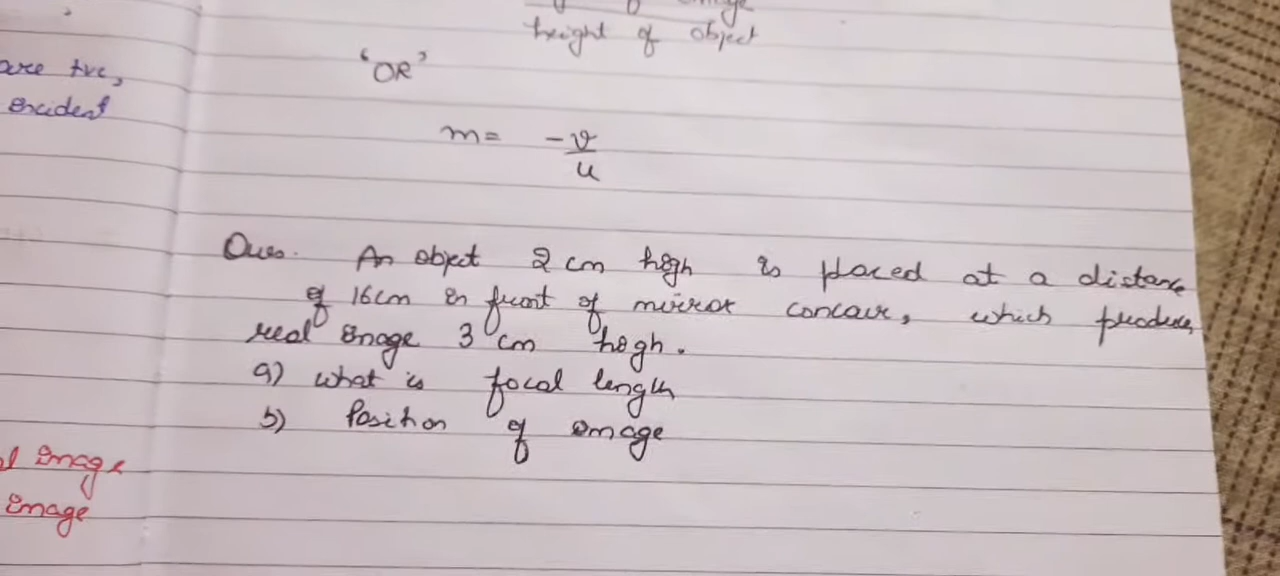 height of object
are +ve,
'OR'
incident
m= -v/u
Ques. An object 2 cm high is placed at a distance
of 16cm in front of mirror concave, which produces
real image 3 cm high.
a) what is focal length
b) Position of image
image
image